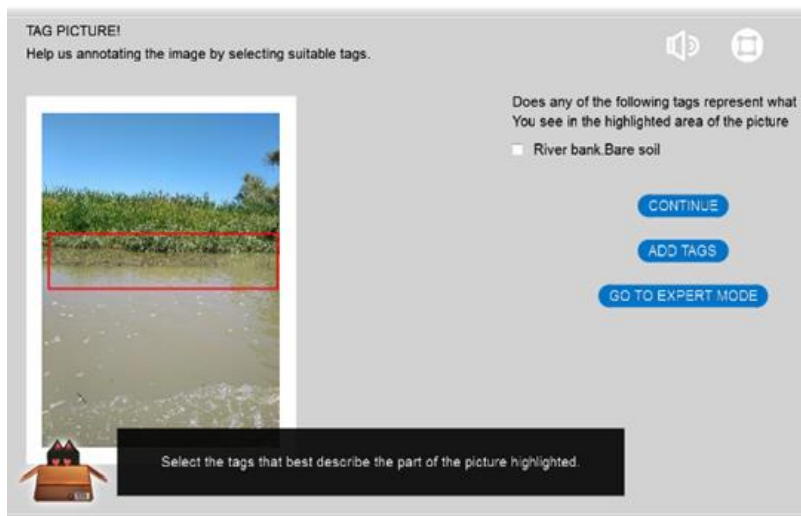 TAG PICTURE!
Help us annotating the image by selecting suitable tags.
Does any of the following tags represent what
You see in the highlighted area of the picture
River bank.Bare soil
CONTINUE
ADD TAGS
GO TO EXPERT MODE
Select the tags that best describe the part of the picture highlighted.